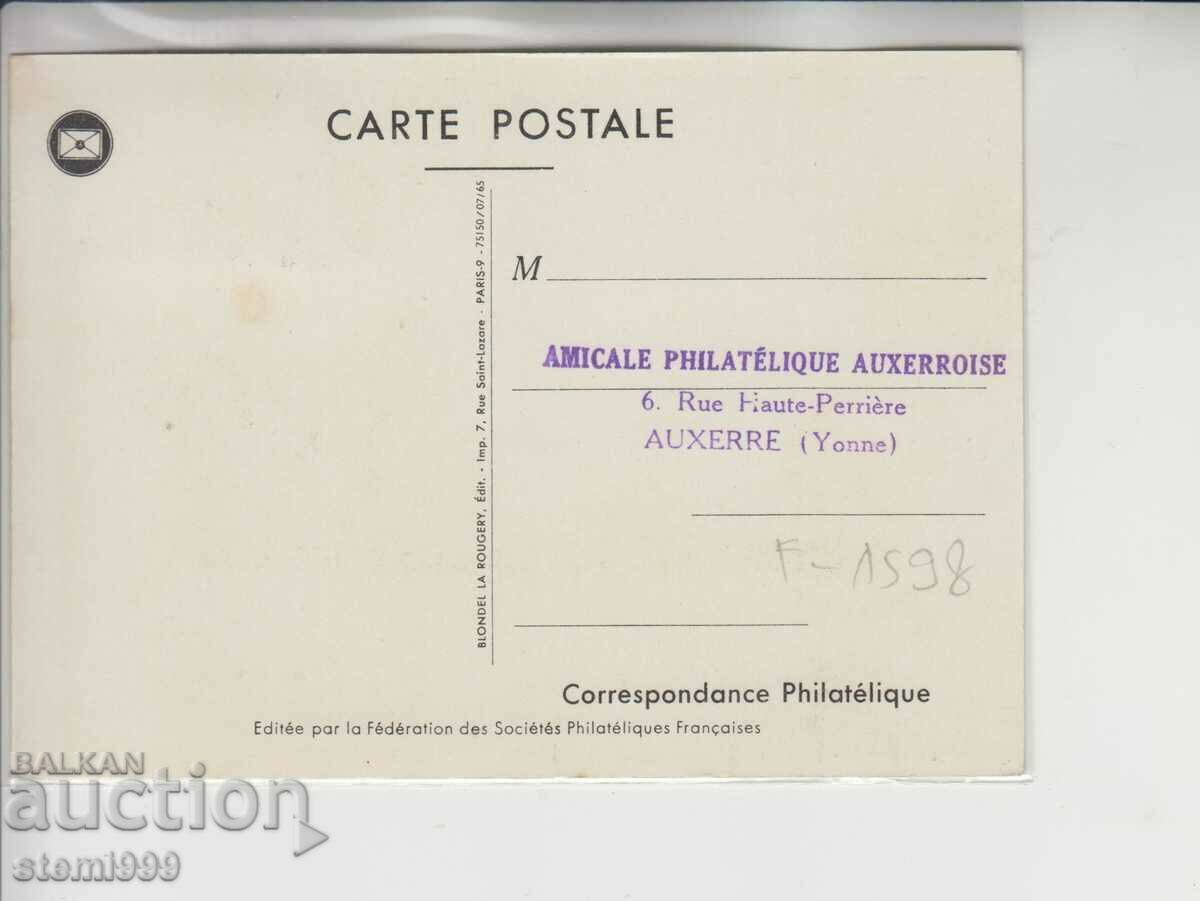 CARTE POSTALE
BLONDEL LA ROUGERY, Édit. - Imp. 7, Rue Saint-Lazare - PARIS-9 - 75150/07/65
M
AMICALE PHILATÉLIQUE AUXERROISE
6. Rue Haute-Perrière
AUXERRE (Yonne)
F-1598
Correspondance Philatélique
Editée par la Fédération des Sociétés Philatéliques Françaises
BALKAN
auction
stemi999